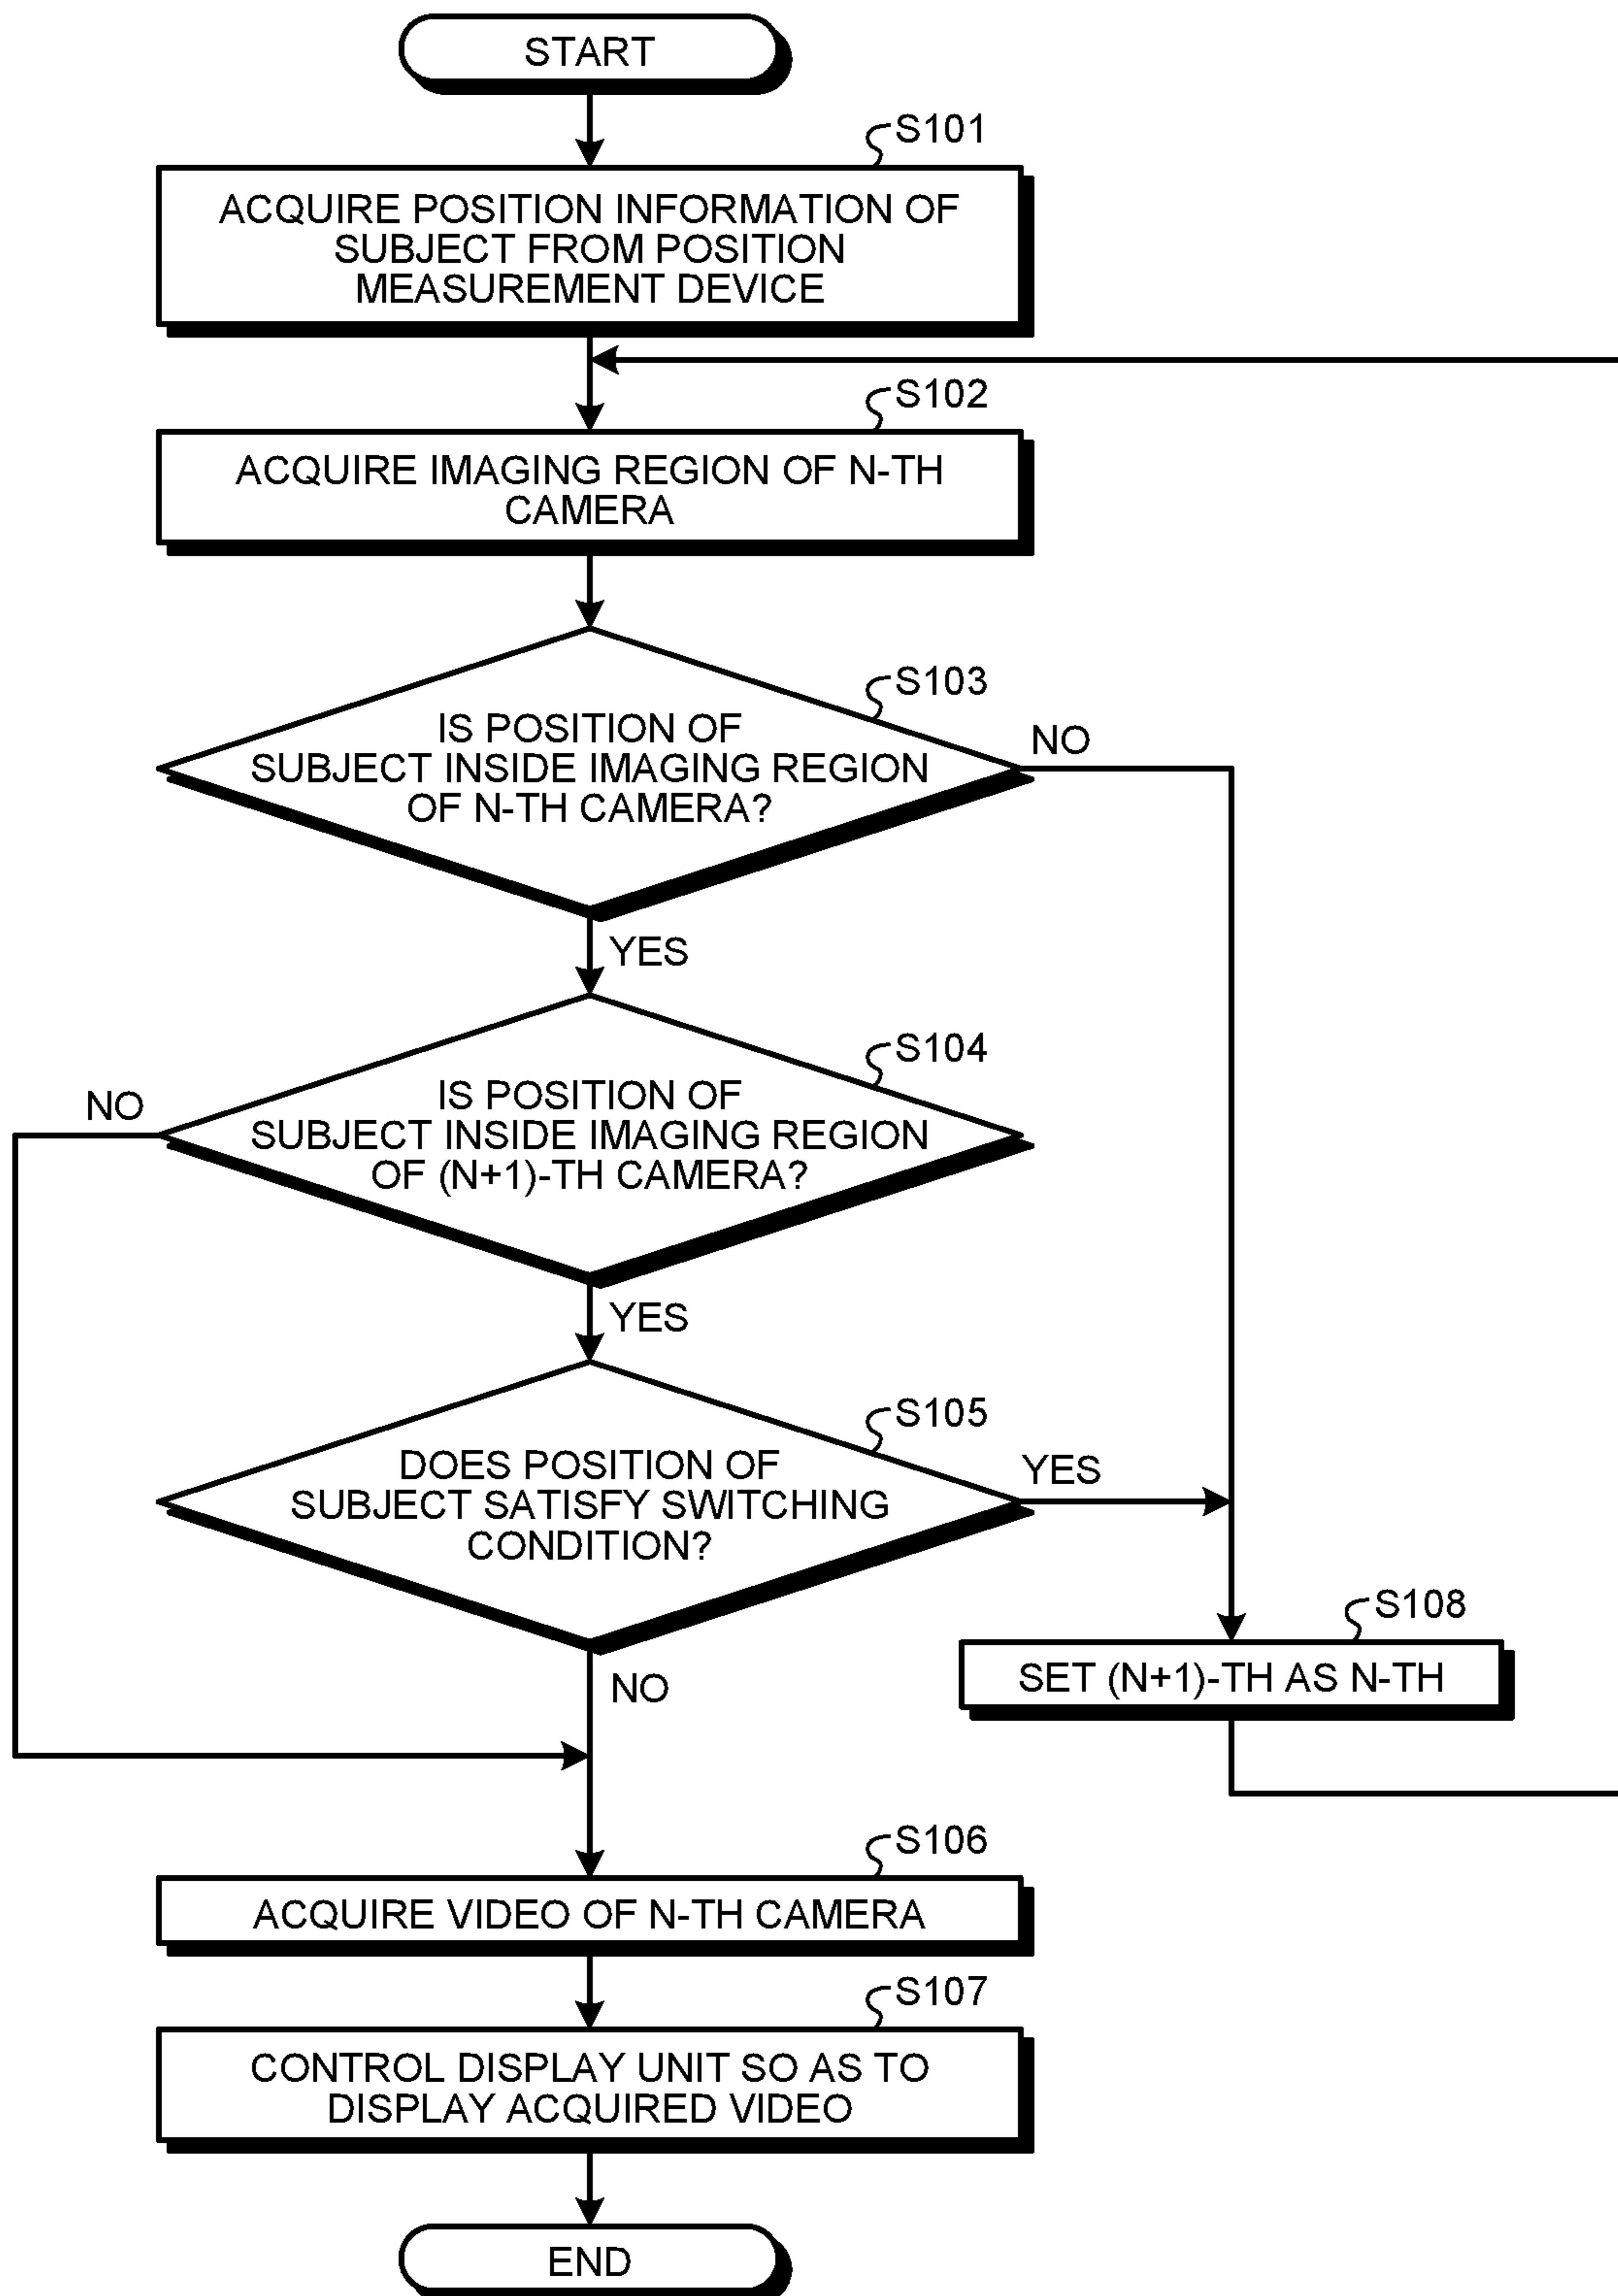 START
S101
ACQUIRE POSITION INFORMATION OF
SUBJECT FROM POSITION
MEASUREMENT DEVICE
S102
ACQUIRE IMAGING REGION OF N-TH
CAMERA
S103
IS POSITION OF
SUBJECT INSIDE IMAGING REGION
OF N-TH CAMERA?
NO
YES
S104
IS POSITION OF
SUBJECT INSIDE IMAGING REGION
OF (N+1)-TH CAMERA?
NO
YES
S105
DOES POSITION OF
SUBJECT SATISFY SWITCHING
CONDITION?
YES
NO
S108
SET (N+1)-TH AS N-TH
S106
ACQUIRE VIDEO OF N-TH CAMERA
S107
CONTROL DISPLAY UNIT SO AS TO
DISPLAY ACQUIRED VIDEO
END